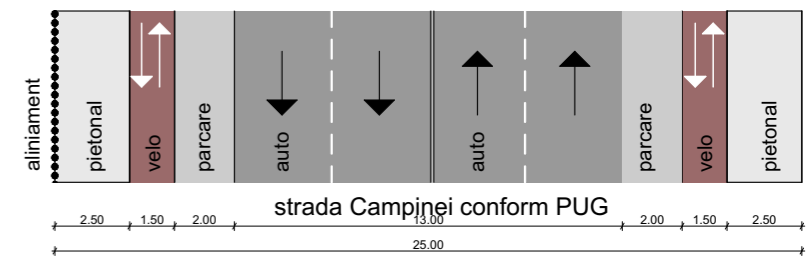 aliniament
pietonal
velo
parcare
auto
auto
parcare
velo
pietonal
strada Campinei conform PUG
2.50 1.50 2.00 13.00 2.00 1.50 2.50
25.00